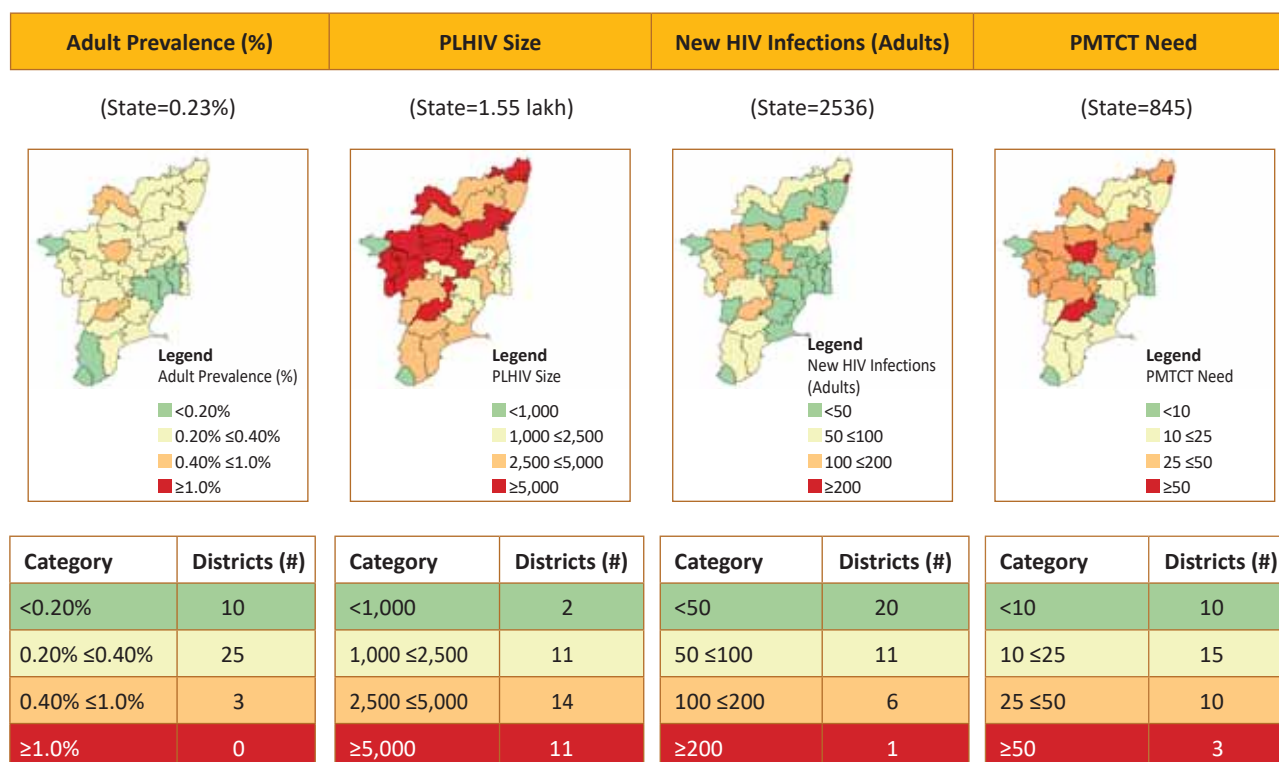 Adult Prevalence (%)
PLHIV Size
New HIV Infections (Adults)
PMTCT Need
(State=0.23%)
(State=1.55 lakh)
(State=2536)
(State=845)
Legend
Adult Prevalence (%)
<0.20%
0.20% ≤0.40%
0.40% ≤1.0%
≥1.0%
Legend
PLHIV Size
<1,000
1,000 ≤2,500
2,500 ≤5,000
≥5,000
Legend
New HIV Infections
(Adults)
<50
50 ≤100
100 ≤200
≥200
Legend
PMTCT Need
<10
10 ≤25
25 ≤50
≥50
Category Districts (#)
<0.20% 10
0.20% ≤0.40% 25
0.40% ≤1.0% 3
≥1.0% 0
Category Districts (#)
<1,000 2
1,000 ≤2,500 11
2,500 ≤5,000 14
≥5,000 11
Category Districts (#)
<50 20
50 ≤100 11
100 ≤200 6
≥200 1
Category Districts (#)
<10 10
10 ≤25 15
25 ≤50 10
≥50 3